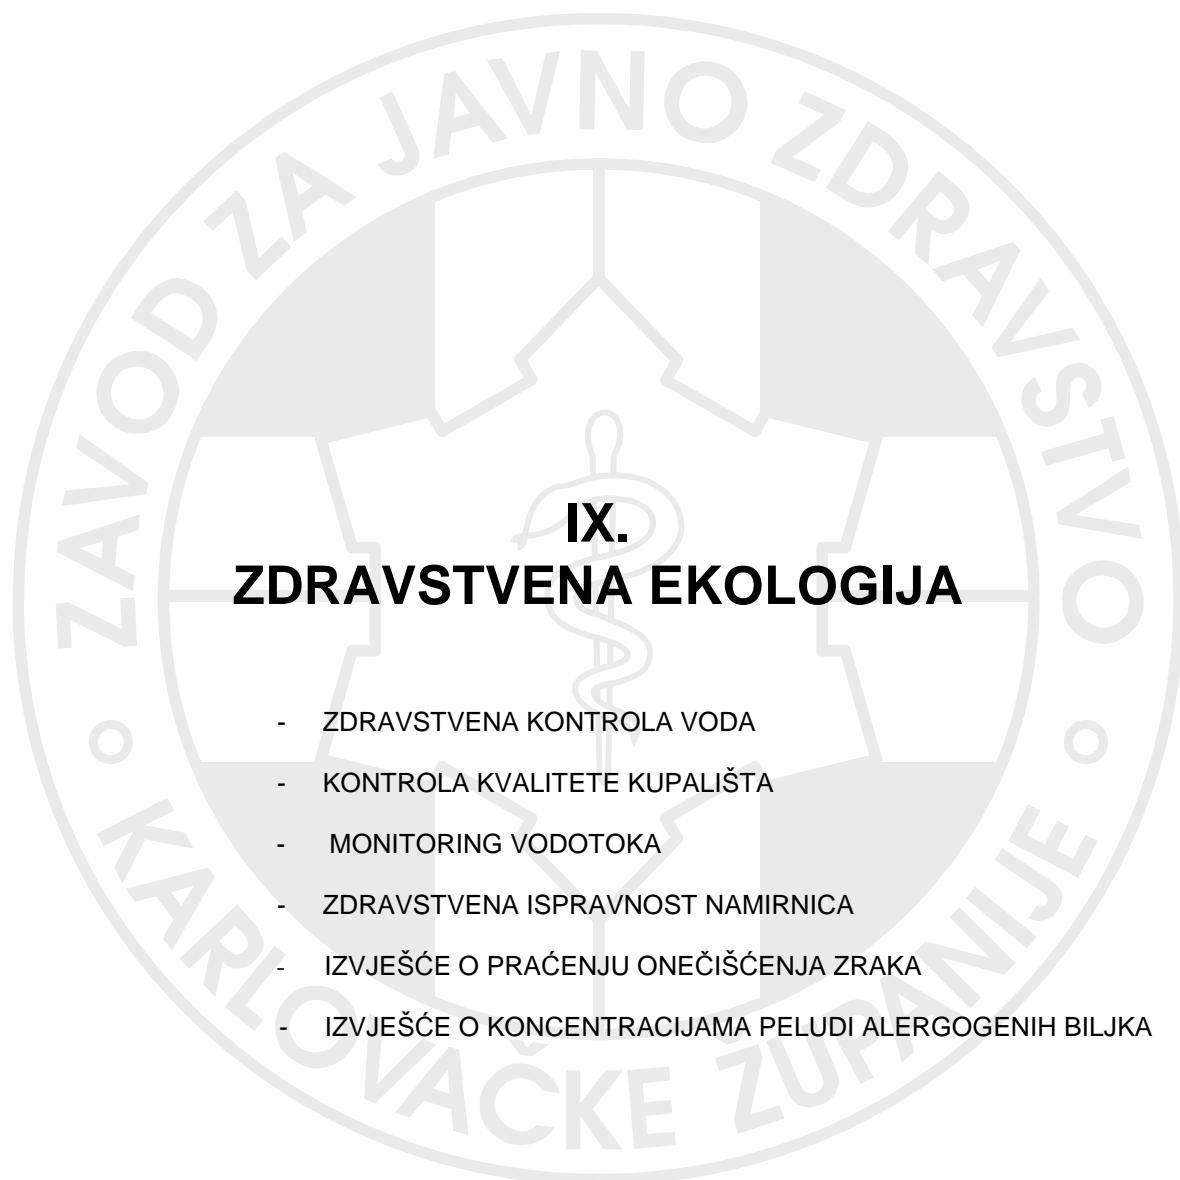 ZAVOD ZA JAVNO ZDRAVSTVO
KARLOVAČKE ŽUPANIJE
IX.
ZDRAVSTVENA EKOLOGIJA
- ZDRAVSTVENA KONTROLA VODA
- KONTROLA KVALITETE KUPALIŠTA
- MONITORING VODOTOKA
- ZDRAVSTVENA ISPRAVNOST NAMIRNICA
- IZVJEŠĆE O PRAĆENJU ONEČIŠĆENJA ZRAKA
- IZVJEŠĆE O KONCENTRACIJAMA PELUDI ALERGOGENIH BILJKA